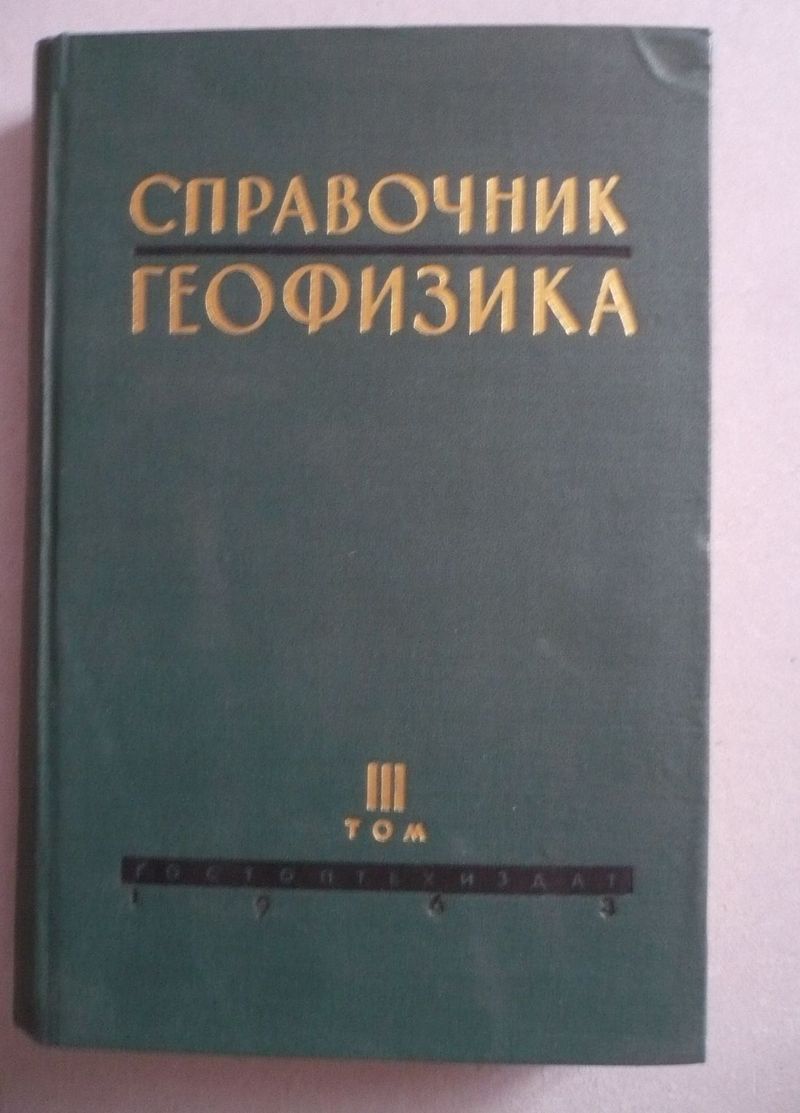 СПРАВОЧНИК
ГЕОФИЗИКА
III
ТОМ
ГОСТОПТЕХИЗДАТ
1963